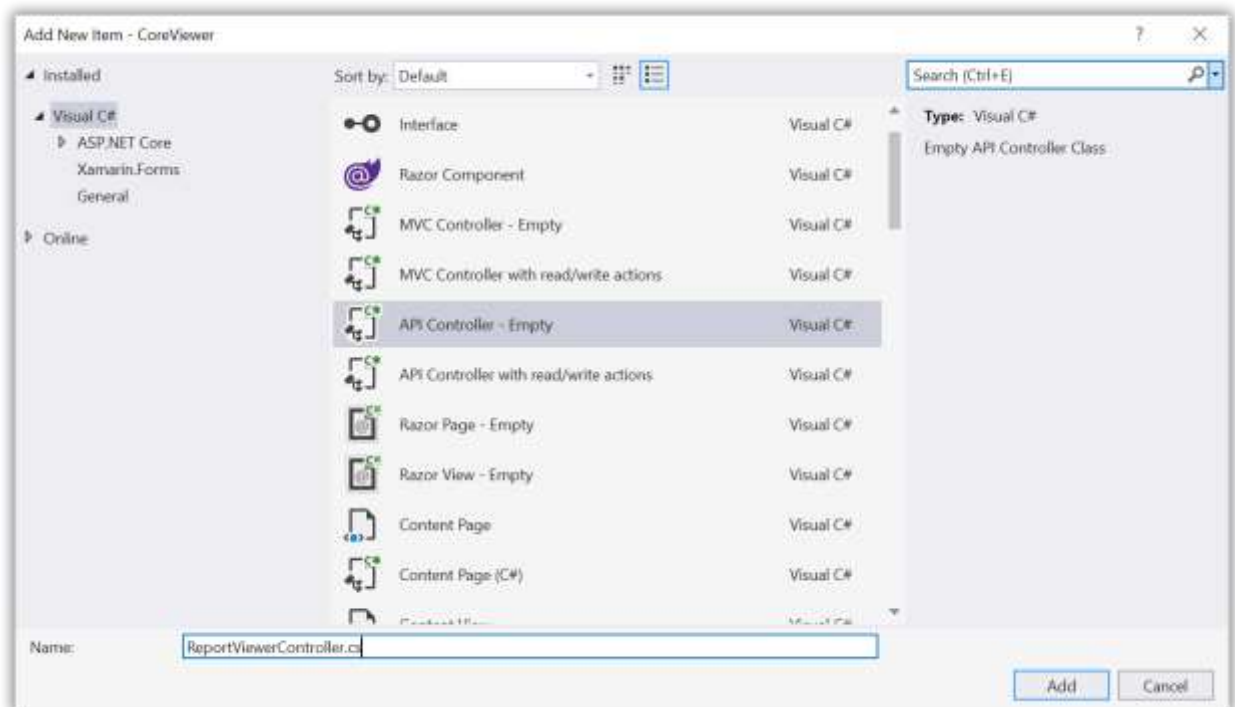 Add New Item - CoreViewer
Installed
Visual C#
ASP.NET Core
Xamarin.Forms
General
Online
Sort by: Default
Interface Visual C#
Razor Component Visual C#
MVC Controller - Empty Visual C#
MVC Controller with read/write actions Visual C#
API Controller - Empty Visual C#
API Controller with read/write actions Visual C#
Razor Page - Empty Visual C#
Razor View - Empty Visual C#
Content Page Visual C#
Content Page (C#) Visual C#
Search (Ctrl+E)
Type: Visual C#
Empty API Controller Class
Name: ReportViewerController.cs
Add Cancel